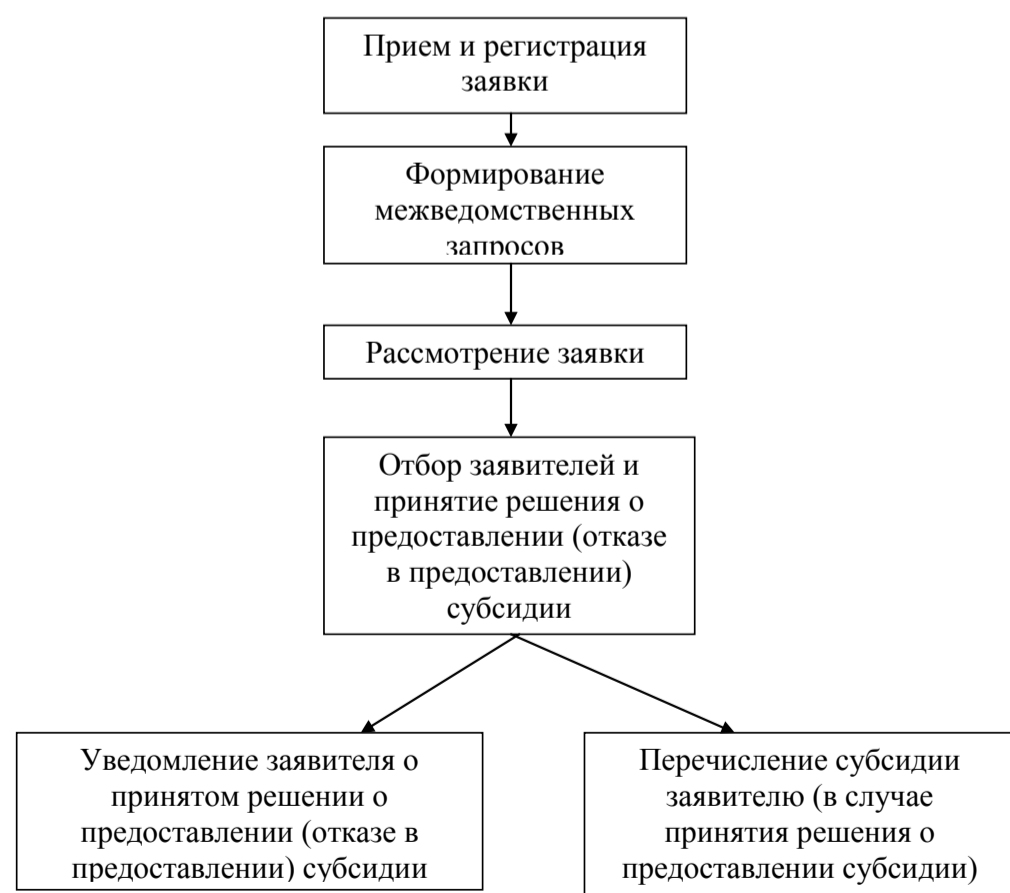 Прием и регистрация
заявки
Формирование
межведомственных
запросов
Рассмотрение заявки
Отбор заявителей и
принятие решения о
предоставлении (отказе
в предоставлении)
субсидии
Уведомление заявителя о
принятом решении о
предоставлении (отказе в
предоставлении) субсидии
Перечисление субсидии
заявителю (в случае
принятия решения о
предоставлении субсидии)